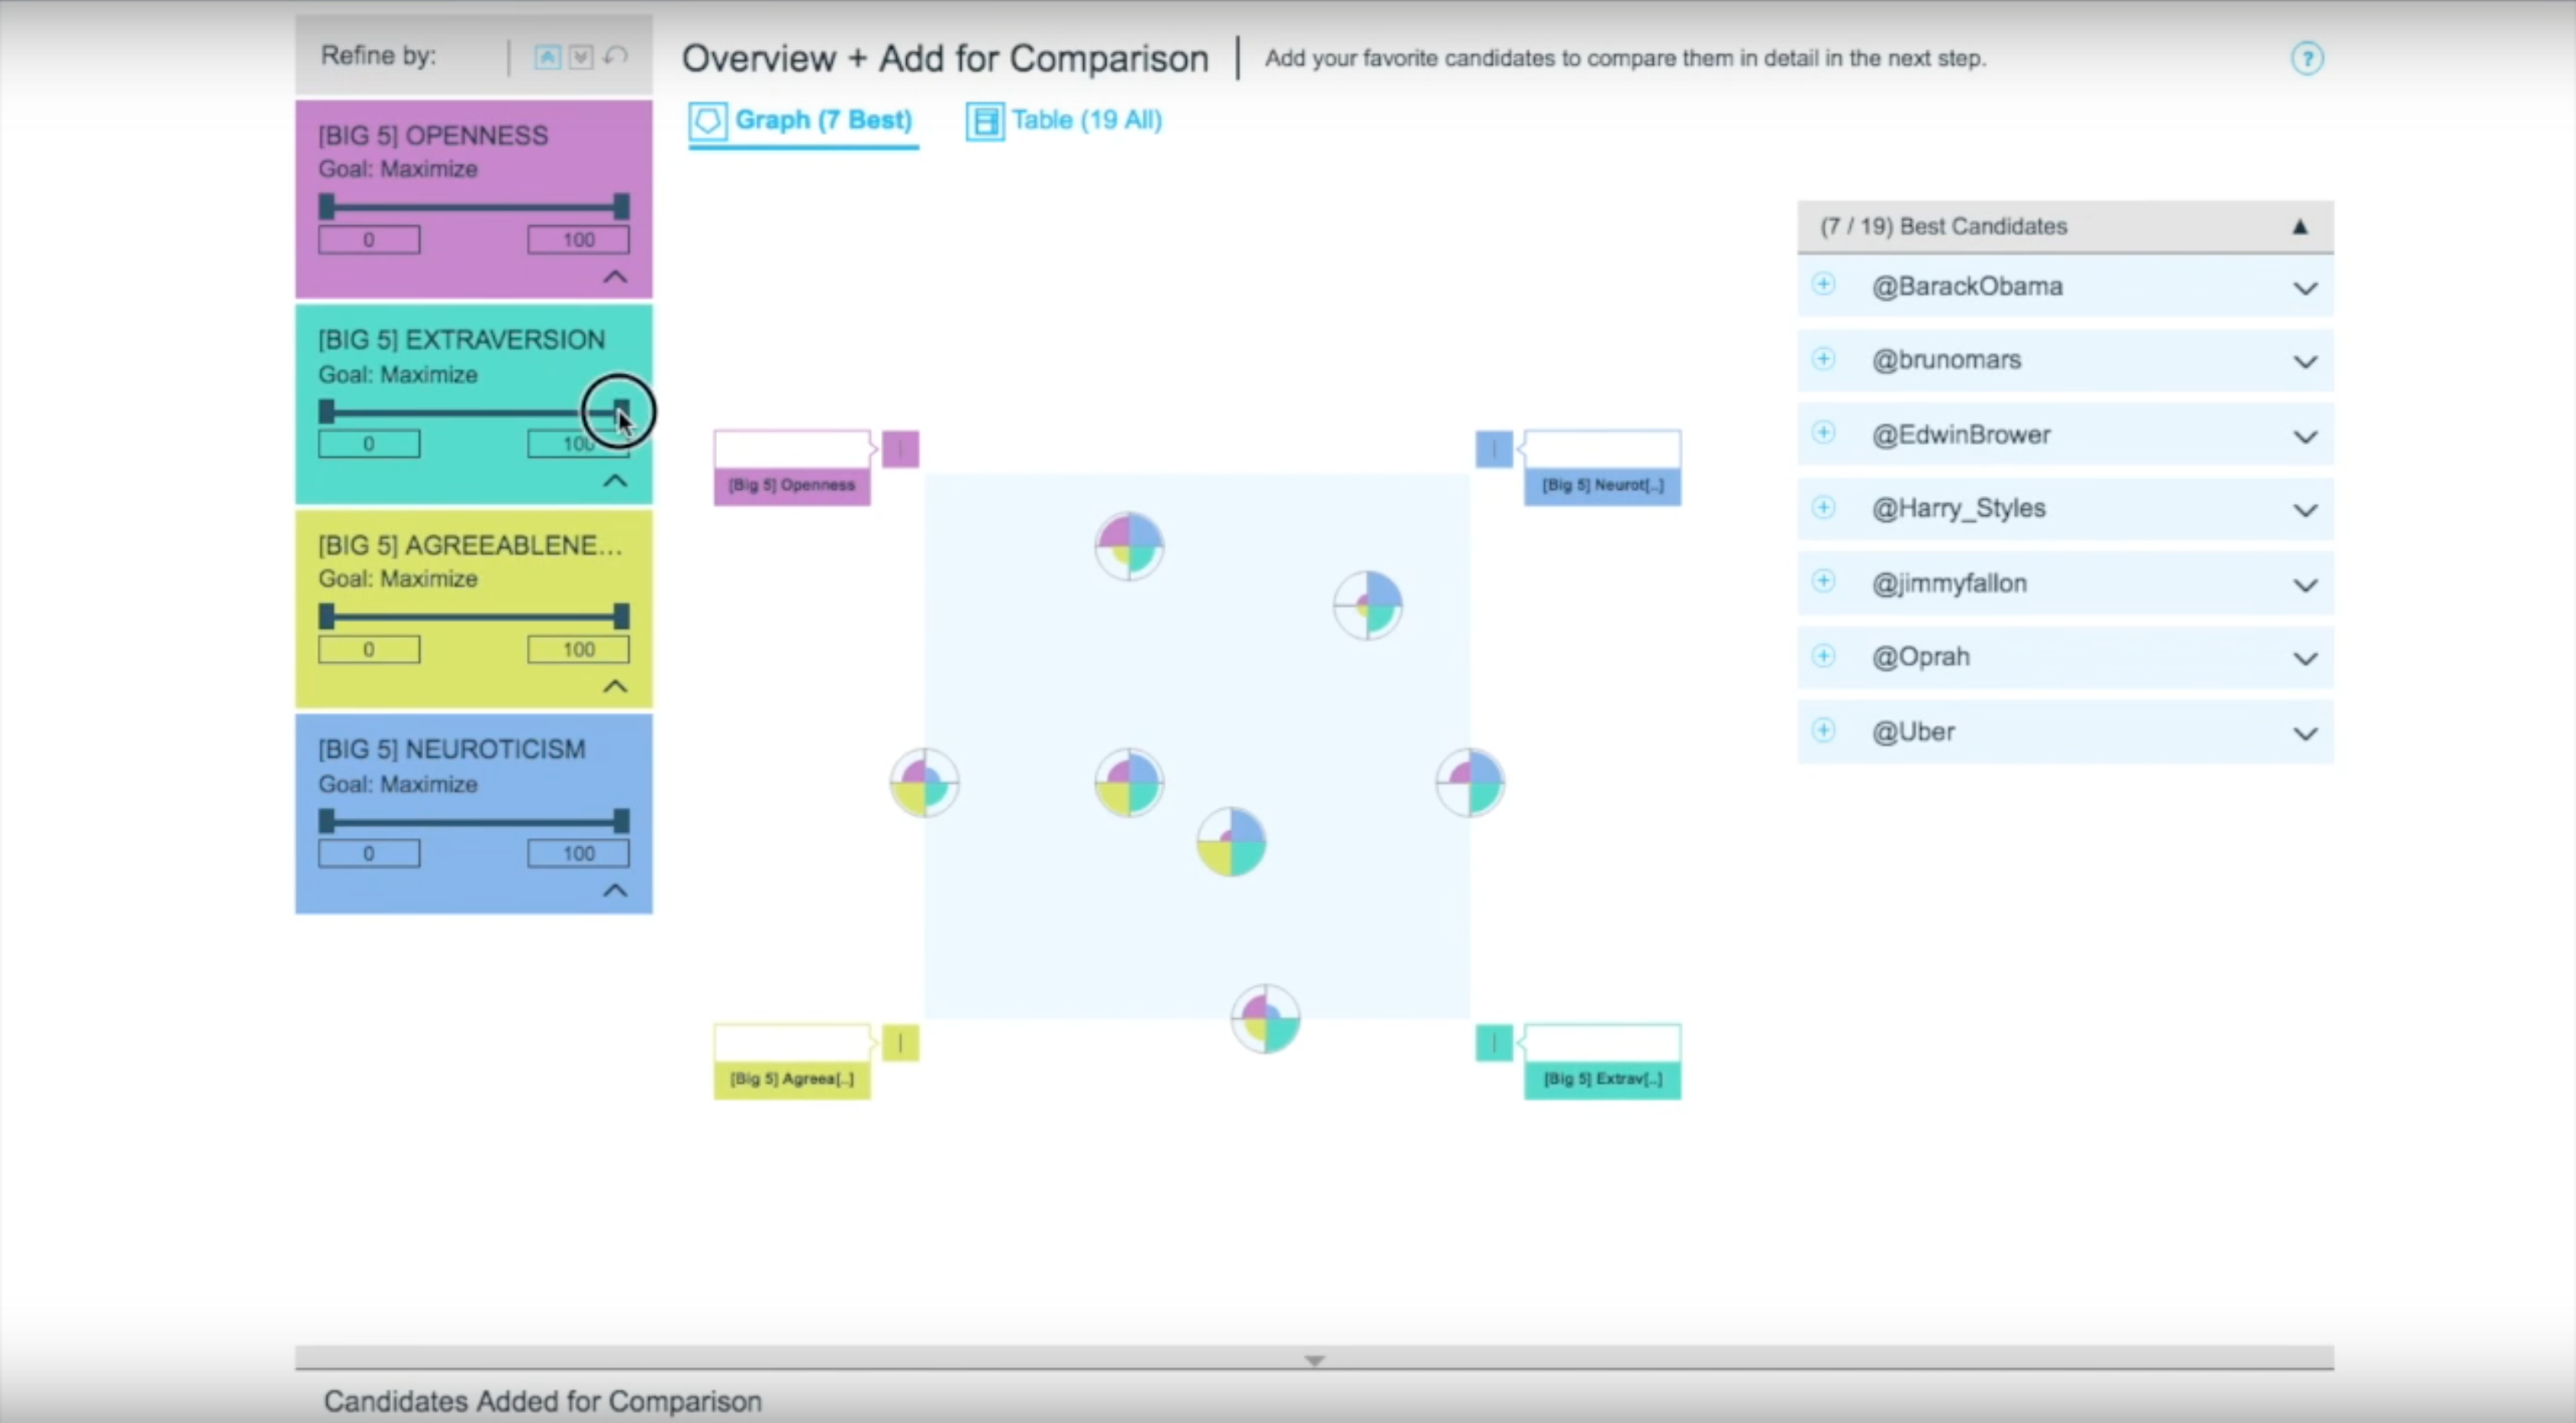 Refine by:
Overview + Add for Comparison
Add your favorite candidates to compare them in detail in the next step.
?
Graph (7 Best)
Table (19 All)
[BIG 5] OPENNESS
Goal: Maximize
0
100
[BIG 5] EXTRAVERSION
Goal: Maximize
0
100
[BIG 5] AGREEABLENE...
Goal: Maximize
0
100
[BIG 5] NEUROTICISM
Goal: Maximize
0
100
[Big 5] Openness
[Big 5] Neurot[..]
[Big 5] Agreea[..]
[Big 5] Extrav[..]
(7 / 19) Best Candidates
@BarackObama
@brunomars
@EdwinBrower
@Harry_Styles
@jimmyfallon
@Oprah
@Uber
Candidates Added for Comparison